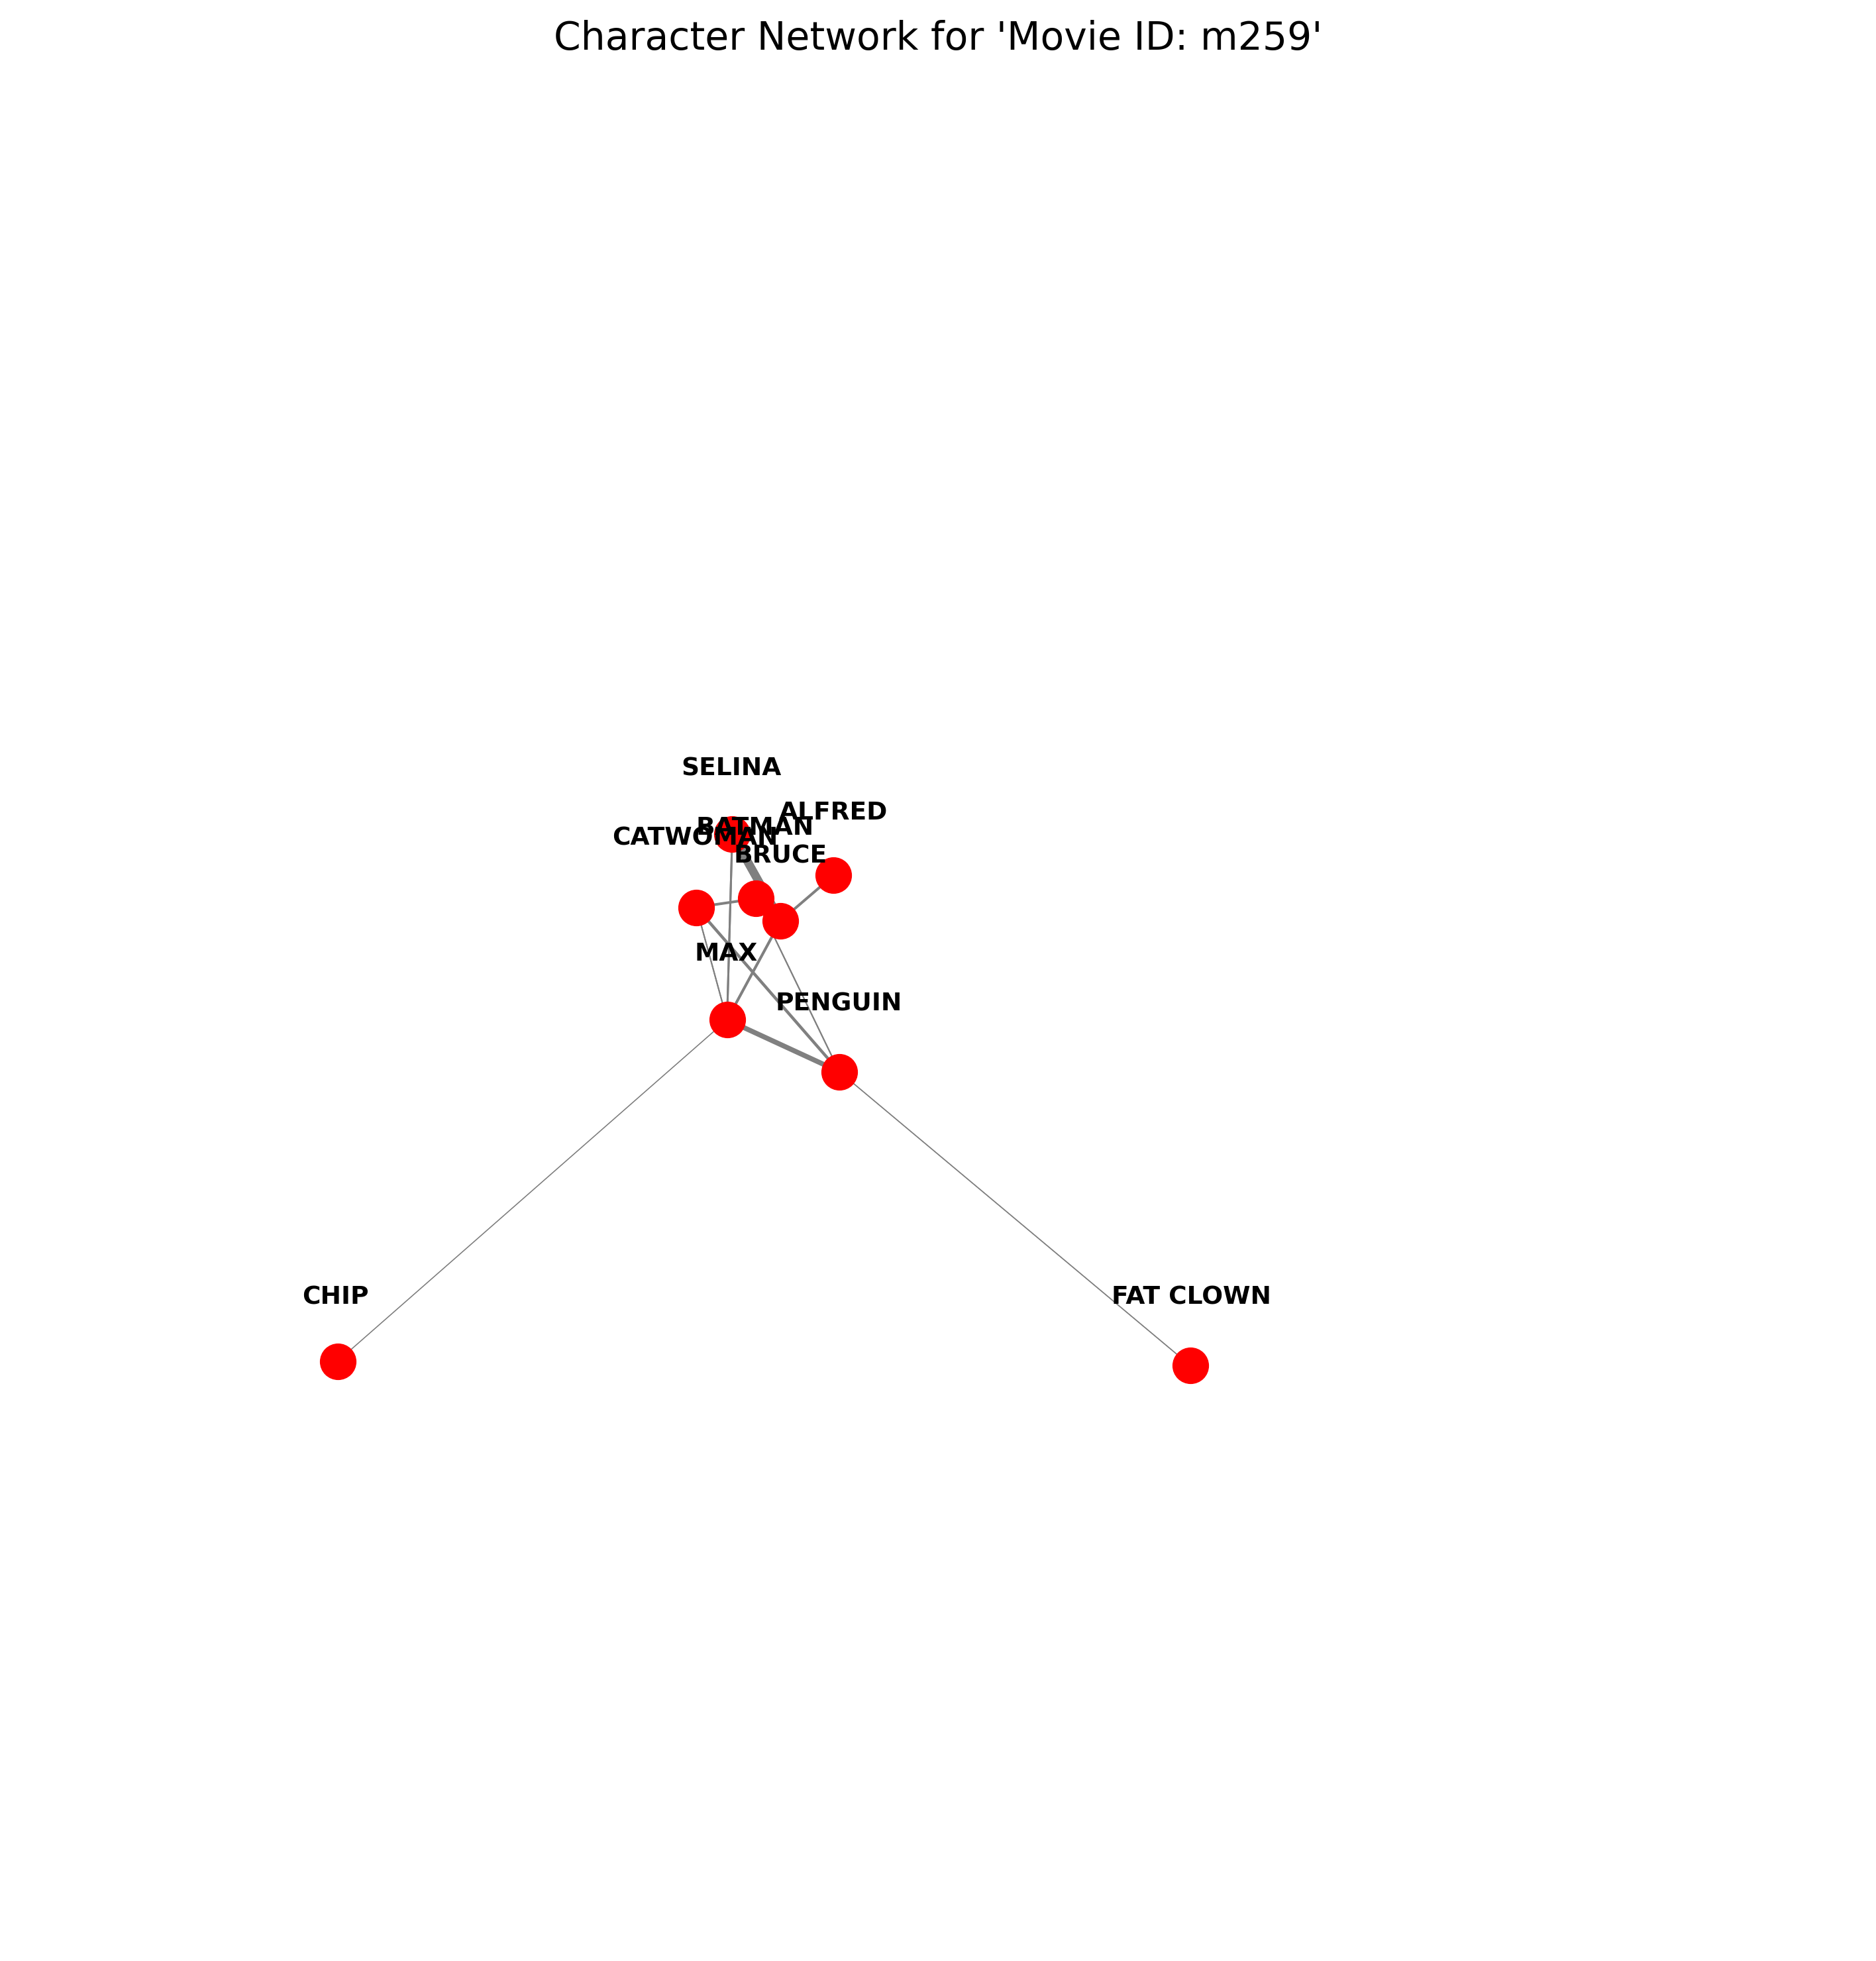 Character Network for 'Movie ID: m259'
SELINA
ALFRED
BATMAN
CATWOMAN
BRUCE
MAX
PENGUIN
CHIP
FAT CLOWN